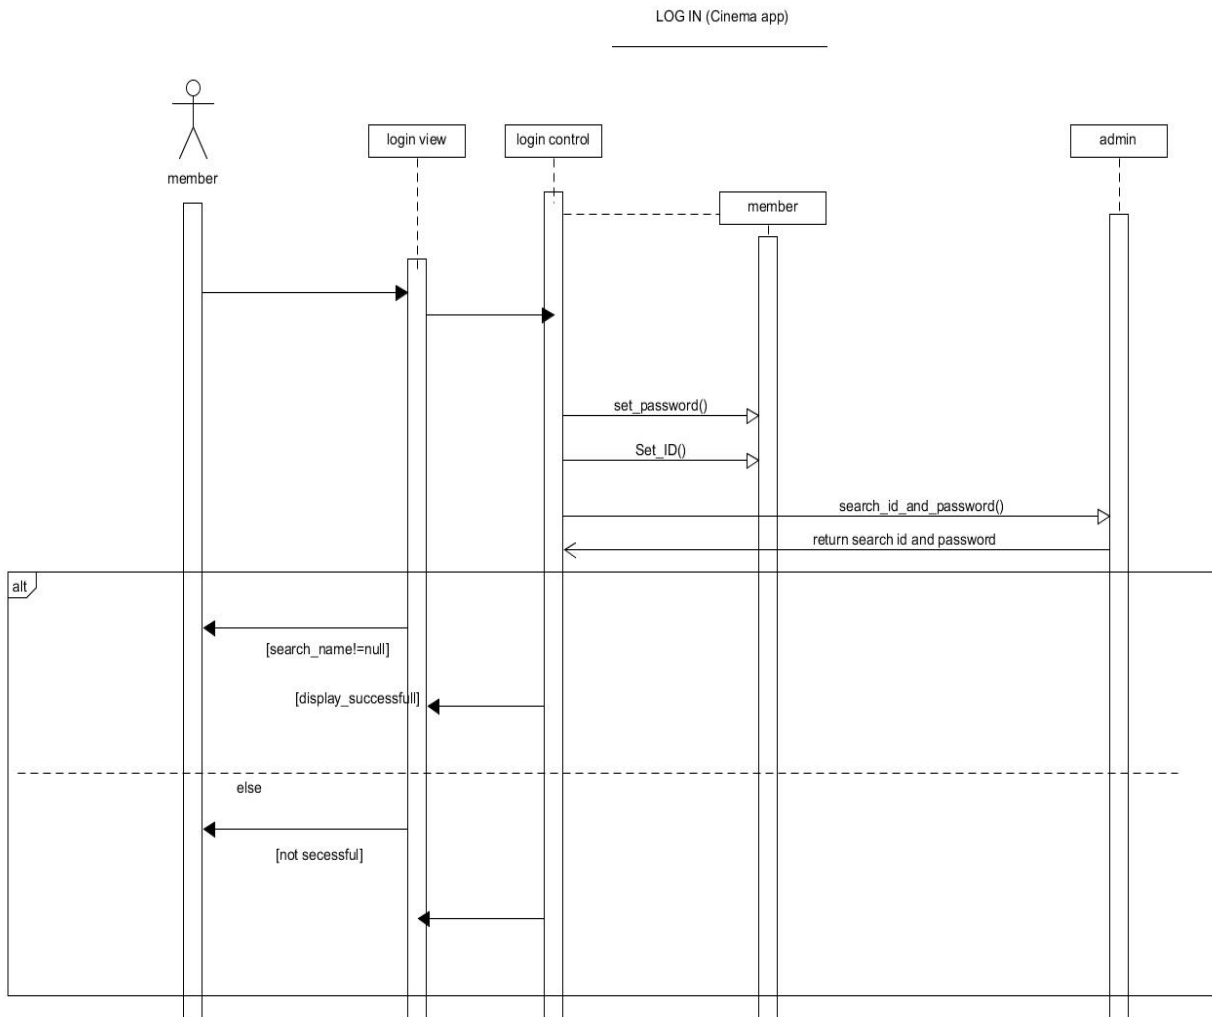 LOG IN (Cinema app)
login view
login control
admin
member
member
set_password()
Set_ID()
search_id_and_password()
return search id and password
alt
[search_name!=null]
[display_successfull]
else
[not secessful]